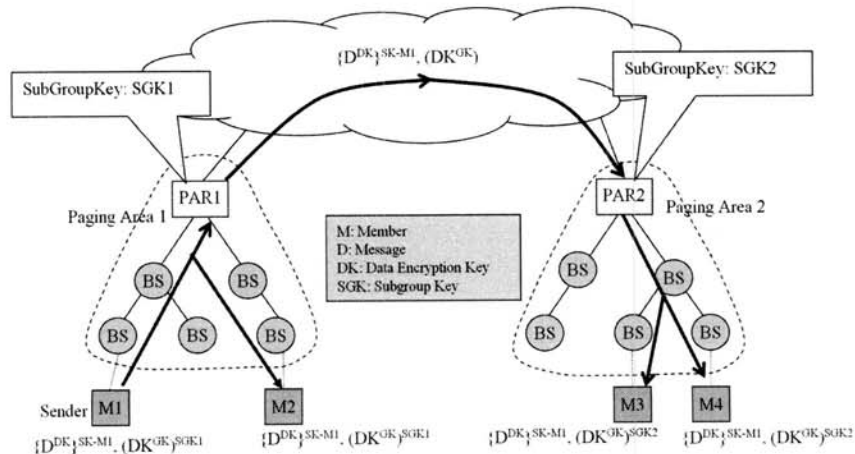 {D^DK}^SK-M1, (DK^GK)
SubGroupKey: SGK1
SubGroupKey: SGK2
PAR1
PAR2
Paging Area 1
Paging Area 2
M: Member
D: Message
DK: Data Encryption Key
SGK: Subgroup Key
BS
BS
BS
BS
BS
BS
BS
BS
Sender
M1
M2
M3
M4
{D^DK}^SK-M1, (DK^GK)^SGK1
{D^DK}^SK-M1, (DK^GK)^SGK1
{D^DK}^SK-M1, (DK^GK)^SGK2
{D^DK}^SK-M1, (DK^GK)^SGK2